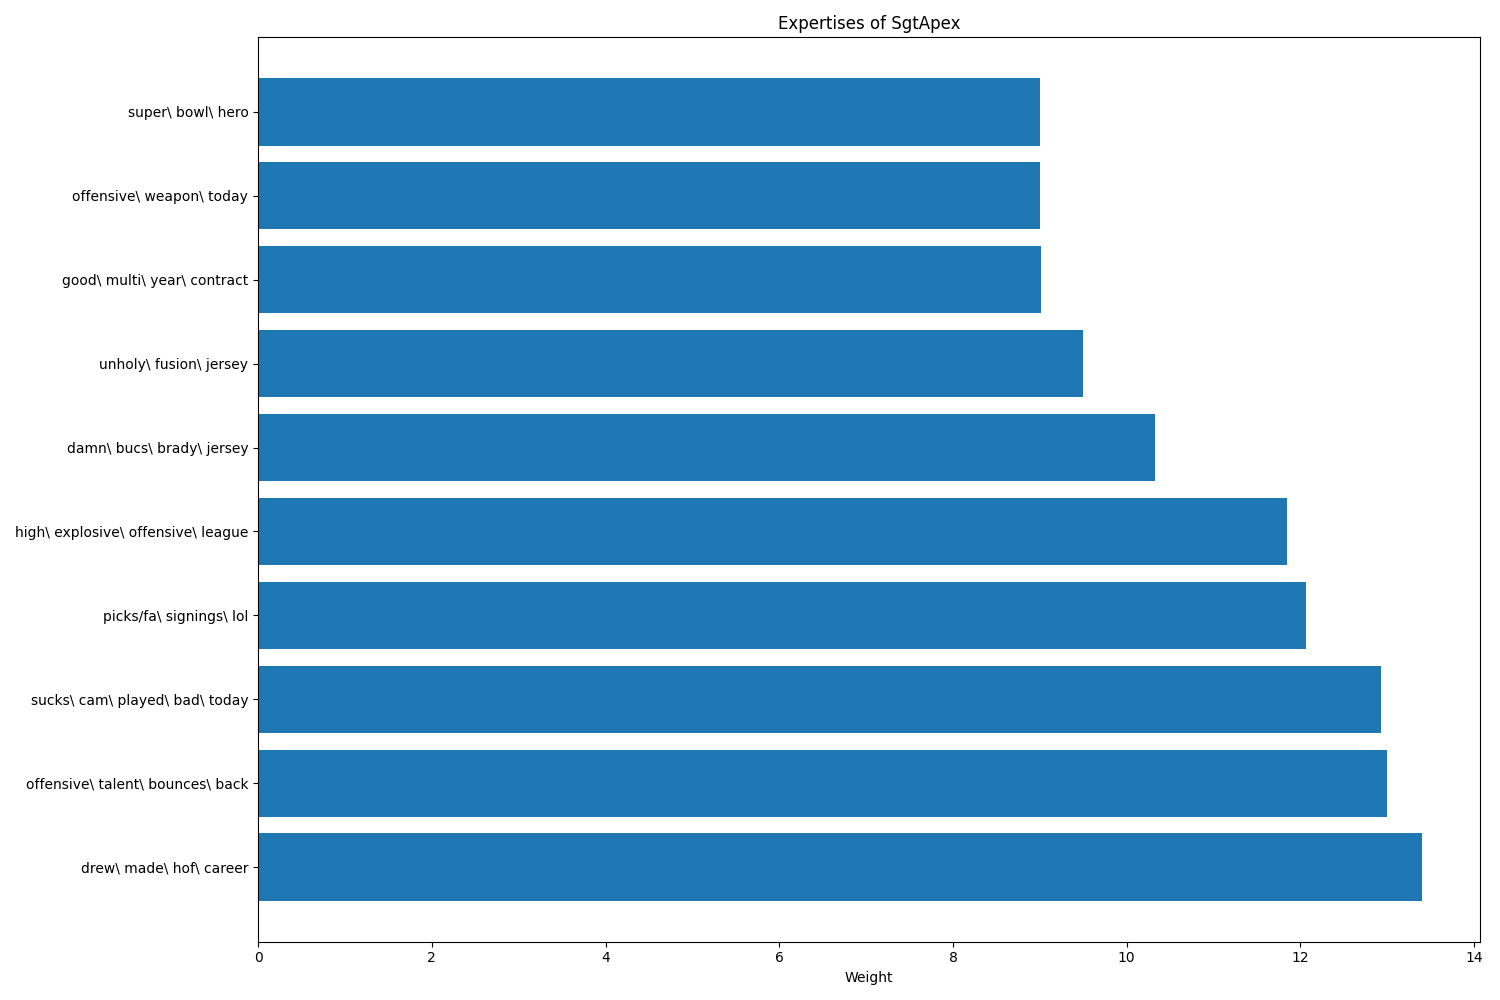 Expertises of SgtApex
super\ bowl\ hero
offensive\ weapon\ today
good\ multi\ year\ contract
unholy\ fusion\ jersey
damn\ bucs\ brady\ jersey
high\ explosive\ offensive\ league
picks/fa\ signings\ lol
sucks\ cam\ played\ bad\ today
offensive\ talent\ bounces\ back
drew\ made\ hof\ career
0 2 4 6 8 10 12 14
Weight